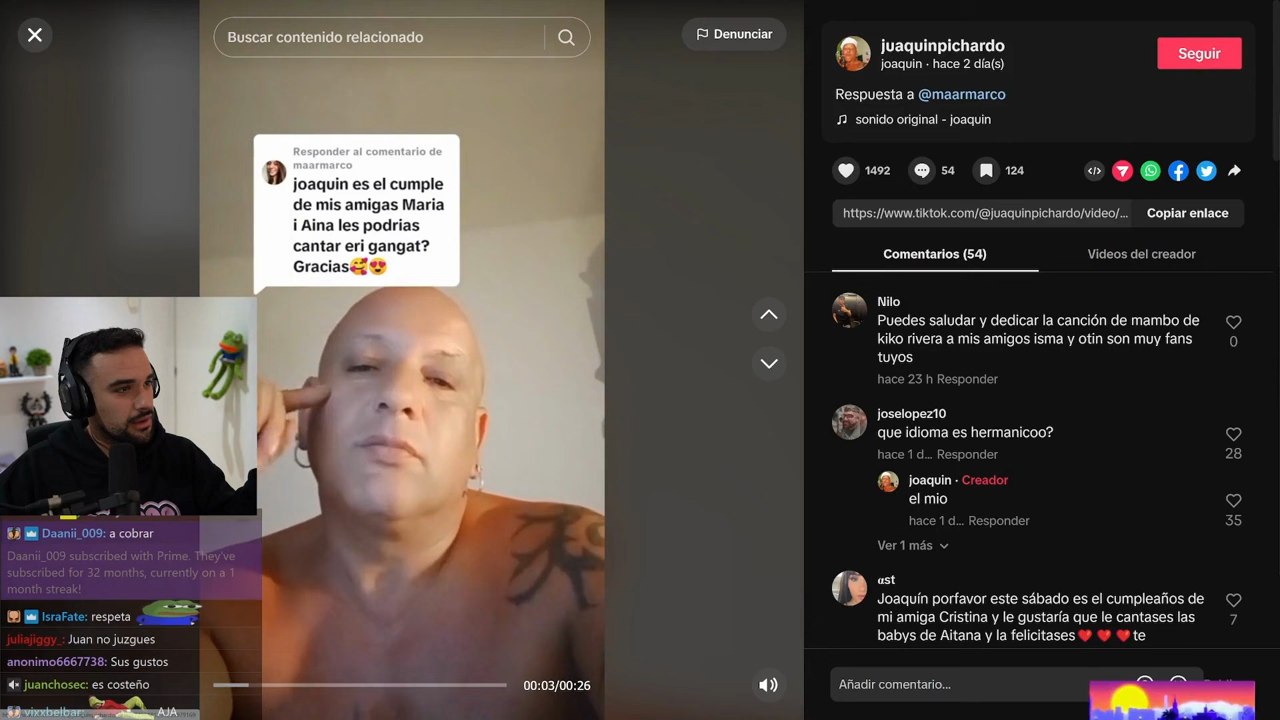 Buscar contenido relacionado
Denunciar
Responder al comentario de
maarmarco
joaquin es el cumple
de mis amigas Maria
i Aina les podrias
cantar eri gangat?
Gracias🥰😍
00:03/00:26
Daanii_009: a cobrar
Daanii_009 subscribed with Prime. They've
subscribed for 32 months, currently on a 1
month streak!
IsraFate: respeta
juliajiggy_: Juan no juzgues
anonimo6667738: Sus gustos
juanchosec: es costeño
vixxbelbar: AJA
juaquinpichardo
joaquin · hace 2 día(s)
Seguir
Respuesta a @maarmarco
sonido original - joaquin
1492
54
124
https://www.tiktok.com/@juaquinpichardo/video/...
Copiar enlace
Comentarios (54)
Videos del creador
Nilo
Puedes saludar y dedicar la canción de mambo de
kiko rivera a mis amigos isma y otin son muy fans
tuyos
0
hace 23 h Responder
joselopez10
que idioma es hermanicoo?
hace 1 d... Responder
28
joaquin · Creador
el mio
hace 1 d... Responder
35
Ver 1 más
ast
Joaquín porfavor este sábado es el cumpleaños de
mi amiga Cristina y le gustaría que le cantases las
babys de Aitana y la felicitases❤️❤️❤️te
7
Añadir comentario...